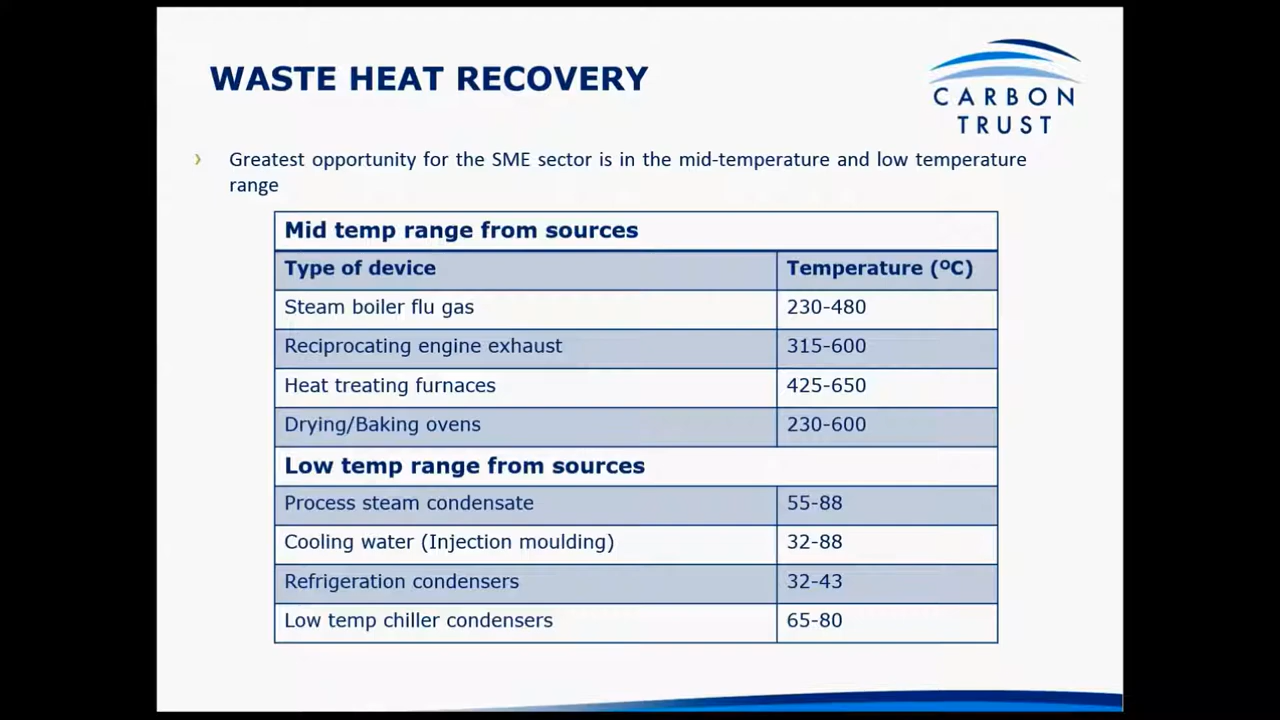 WASTE HEAT RECOVERY
CARBON
TRUST
› Greatest opportunity for the SME sector is in the mid-temperature and low temperature
range
Mid temp range from sources
Type of device Temperature (ºC)
Steam boiler flu gas 230-480
Reciprocating engine exhaust 315-600
Heat treating furnaces 425-650
Drying/Baking ovens 230-600
Low temp range from sources
Process steam condensate 55-88
Cooling water (Injection moulding) 32-88
Refrigeration condensers 32-43
Low temp chiller condensers 65-80